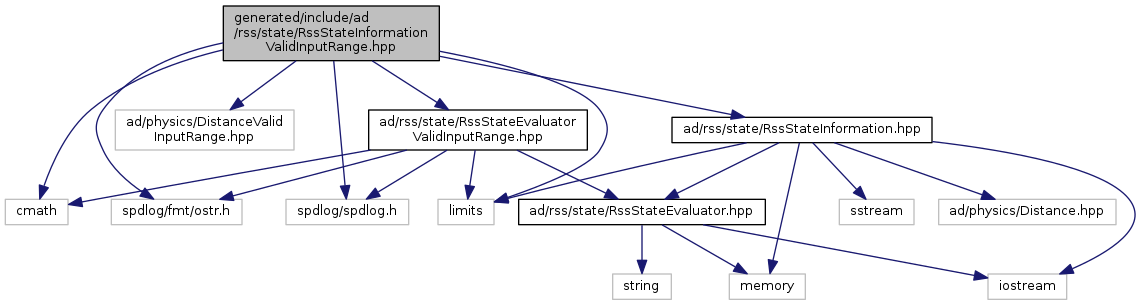 generated/include/ad
/rss/state/RssStateInformation
ValidInputRange.hpp
ad/physics/DistanceValid
InputRange.hpp
ad/rss/state/RssStateEvaluator
ValidInputRange.hpp
ad/rss/state/RssStateInformation.hpp
cmath
spdlog/fmt/ostr.h
spdlog/spdlog.h
limits
ad/rss/state/RssStateEvaluator.hpp
sstream
ad/physics/Distance.hpp
string
memory
iostream